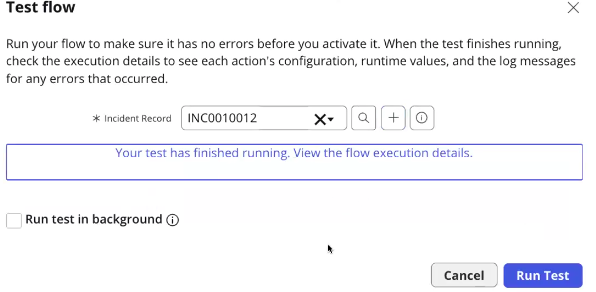 Test flow
Run your flow to make sure it has no errors before you activate it. When the test finishes running,
check the execution details to see each action's configuration, runtime values, and the log messages
for any errors that occurred.
* Incident Record INC0010012
Your test has finished running. View the flow execution details.
Run test in background
Cancel Run Test